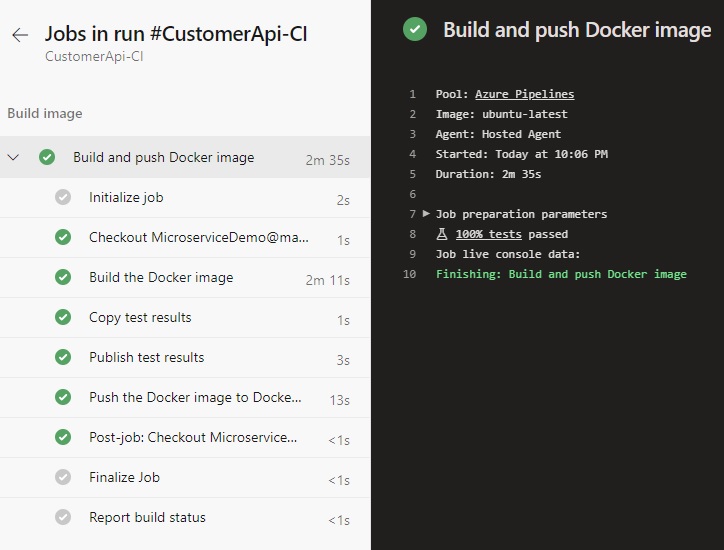 Jobs in run #CustomerApi-CI
CustomerApi-CI
Build image
Build and push Docker image 2m 35s
Initialize job 2s
Checkout MicroserviceDemo@ma... 1s
Build the Docker image 2m 11s
Copy test results 1s
Publish test results 3s
Push the Docker image to Docke... 13s
Post-job: Checkout Microservice... <1s
Finalize Job <1s
Report build status <1s
Build and push Docker image
1 Pool: Azure Pipelines
2 Image: ubuntu-latest
3 Agent: Hosted Agent
4 Started: Today at 10:06 PM
5 Duration: 2m 35s
6
7 Job preparation parameters
8 100% tests passed
9 Job live console data:
10 Finishing: Build and push Docker image